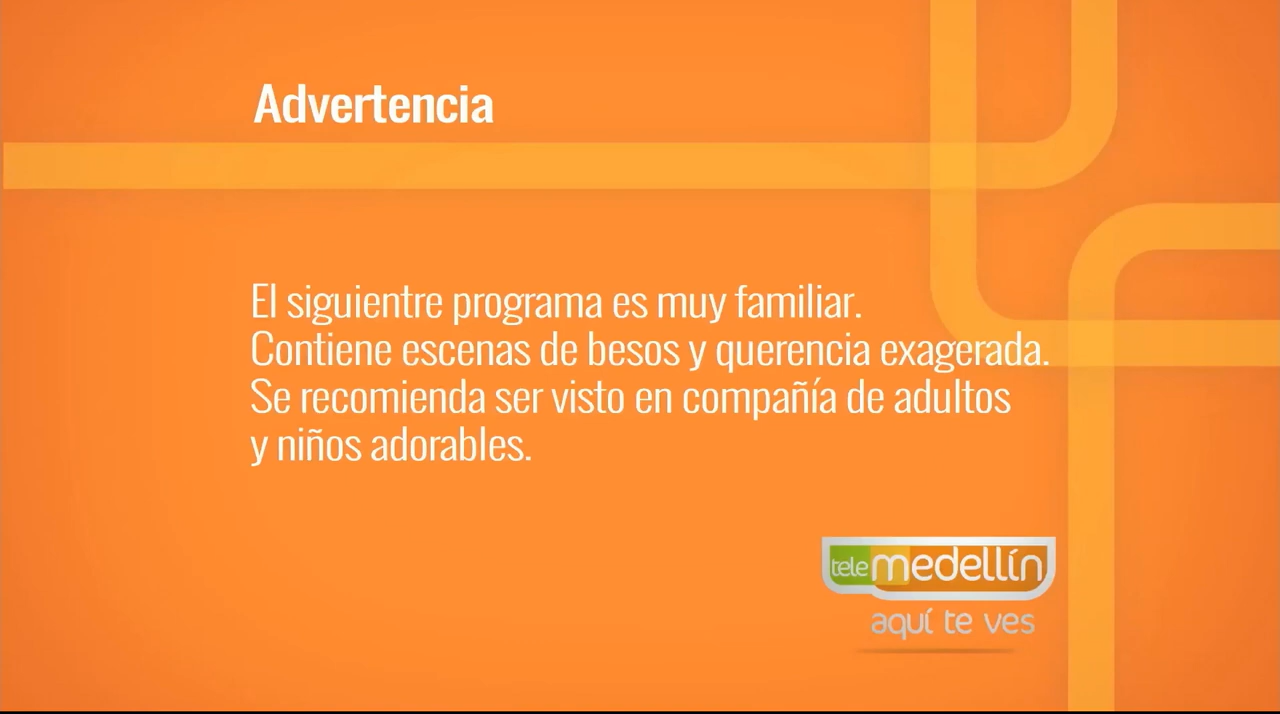 Advertencia
El siguientre programa es muy familiar.
Contiene escenas de besos y querencia exagerada.
Se recomienda ser visto en compañía de adultos
y niños adorables.
telemedellín
aquí te ves